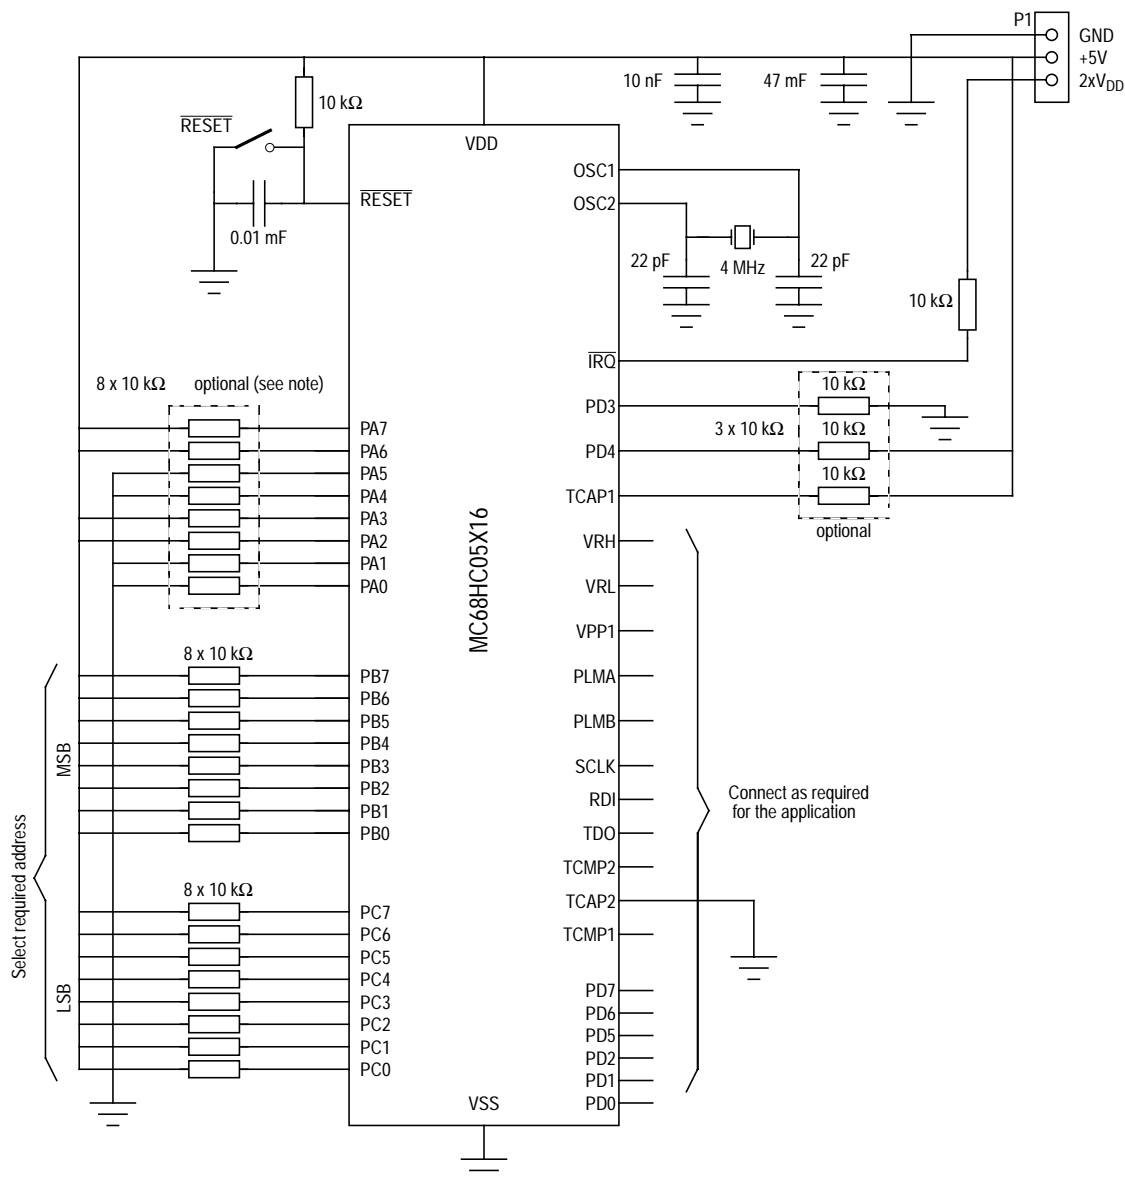 P1
GND
+5V
2xVDD
10 nF
47 mF
10 kΩ
RESET
VDD
OSC1
RESET
OSC2
0.01 mF
22 pF
4 MHz
22 pF
10 kΩ
IRQ
8 x 10 kΩ
optional (see note)
10 kΩ
PD3
3 x 10 kΩ
10 kΩ
PD4
10 kΩ
TCAP1
optional
PA7
PA6
PA5
PA4
PA3
PA2
PA1
PA0
MC68HC05X16
VRH
VRL
VPP1
PLMA
PLMB
SCLK
RDI
TDO
TCMP2
TCAP2
TCMP1
PD7
PD6
PD5
PD2
PD1
PD0
Connect as required
for the application
8 x 10 kΩ
PB7
PB6
PB5
PB4
PB3
PB2
PB1
PB0
MSB
Select required address
8 x 10 kΩ
PC7
PC6
PC5
PC4
PC3
PC2
PC1
PC0
LSB
VSS